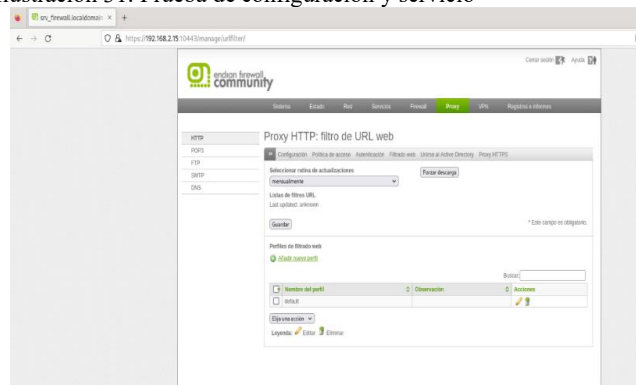 Ilustración 31: Prueba de configuración y servicio
srv_firewall.localdomain
https://192.168.2.15:10443/manage/urlfilter/
endian firewall community
Cerrar sesión Ayuda
Sistema Estado Red Servicios Firewall Proxy VPN Registros e informes
HTTP
POP3
FTP
SMTP
DNS
Proxy HTTP: filtro de URL web
Configuración Política de acceso Autenticación Filtrado web Unirse al Active Directory Proxy HTTPS
Seleccionar rutina de actualizaciones
mensualmente
Forzar descarga
Listas de filtros URL
Last updated: unknown
Guardar
* Este campo es obligatorio.
Perfiles de filtrado web
Añadir nuevo perfil
Buscar:
Nombre del perfil Observación Acciones
default
Elija una acción
Leyenda: Editar Eliminar